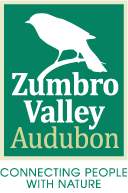 Zumbro
Valley
Audubon
CONNECTING PEOPLE
WITH NATURE